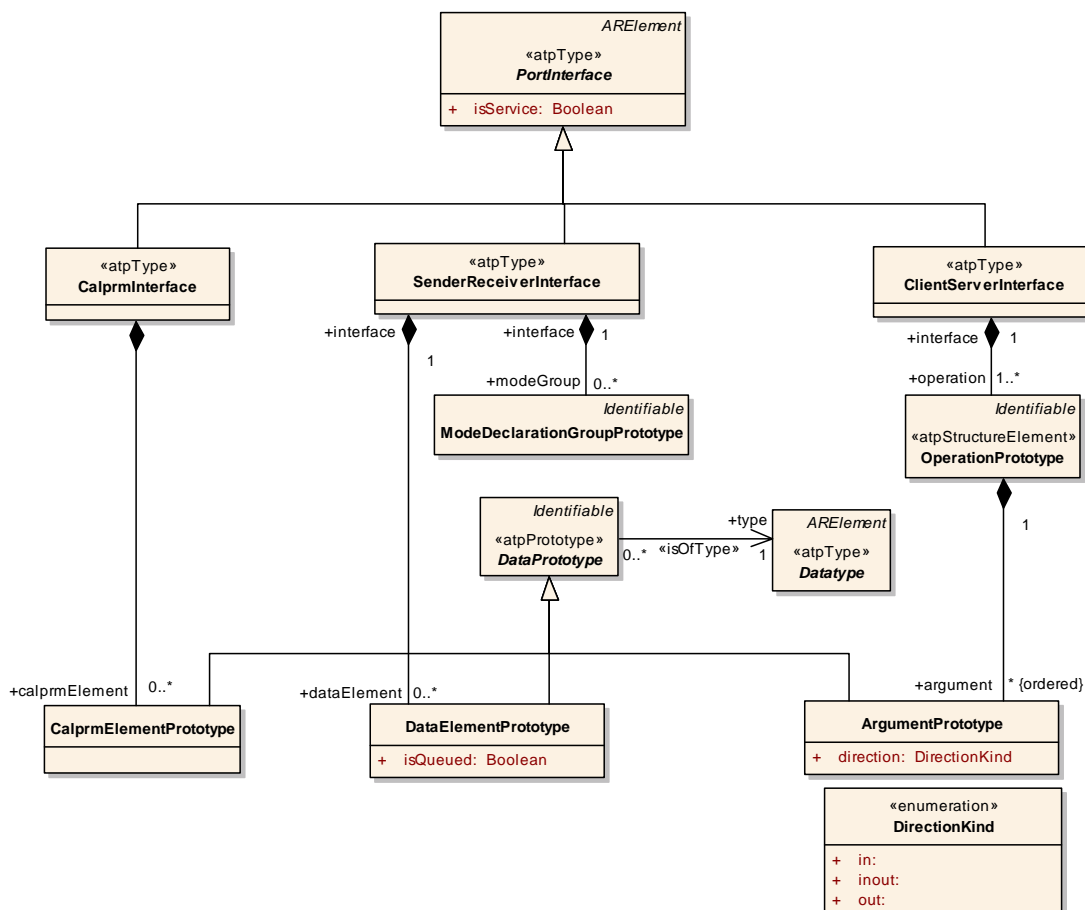 ARElement
«atpType»
PortInterface
+ isService: Boolean
«atpType»
CalprmInterface
«atpType»
SenderReceiverInterface
«atpType»
ClientServerInterface
+interface
1
+interface
1
+interface
1
+modeGroup
0..*
+operation
1..*
Identifiable
ModeDeclarationGroupPrototype
Identifiable
«atpStructureElement»
OperationPrototype
1
Identifiable
«atpPrototype»
DataPrototype
+type
0..*
«isOfType»
1
ARElement
«atpType»
Datatype
+calprmElement
0..*
+dataElement
0..*
+argument
* {ordered}
CalprmElementPrototype
DataElementPrototype
+ isQueued: Boolean
ArgumentPrototype
+ direction: DirectionKind
«enumeration»
DirectionKind
+ in:
+ inout:
+ out: